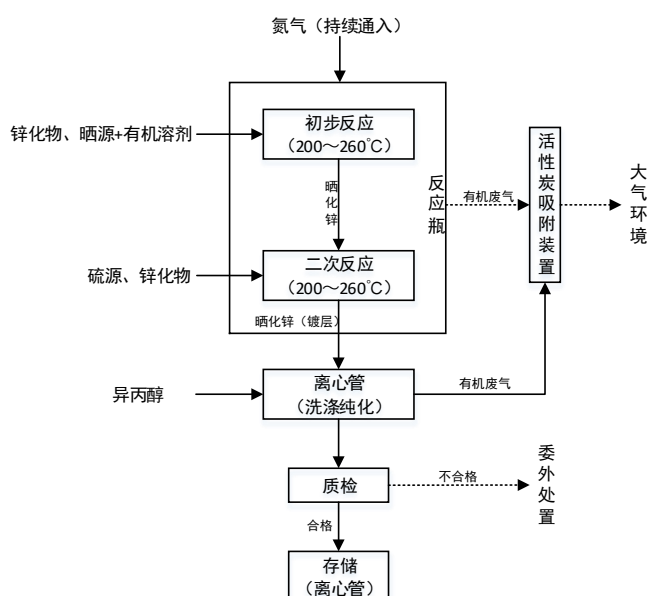 氮气（持续通入）
锌化物、硒源+有机溶剂
初步反应
（200～260℃）
硒
化
锌
反
应
瓶
有机废气
活
性
炭
吸
附
装
置
大
气
环
境
硫源、锌化物
二次反应
（200～260℃）
硒化锌（镀层）
异丙醇
离心管
（洗涤纯化）
有机废气
质检
不合格
委
外
处
置
合格
存储
（离心管）